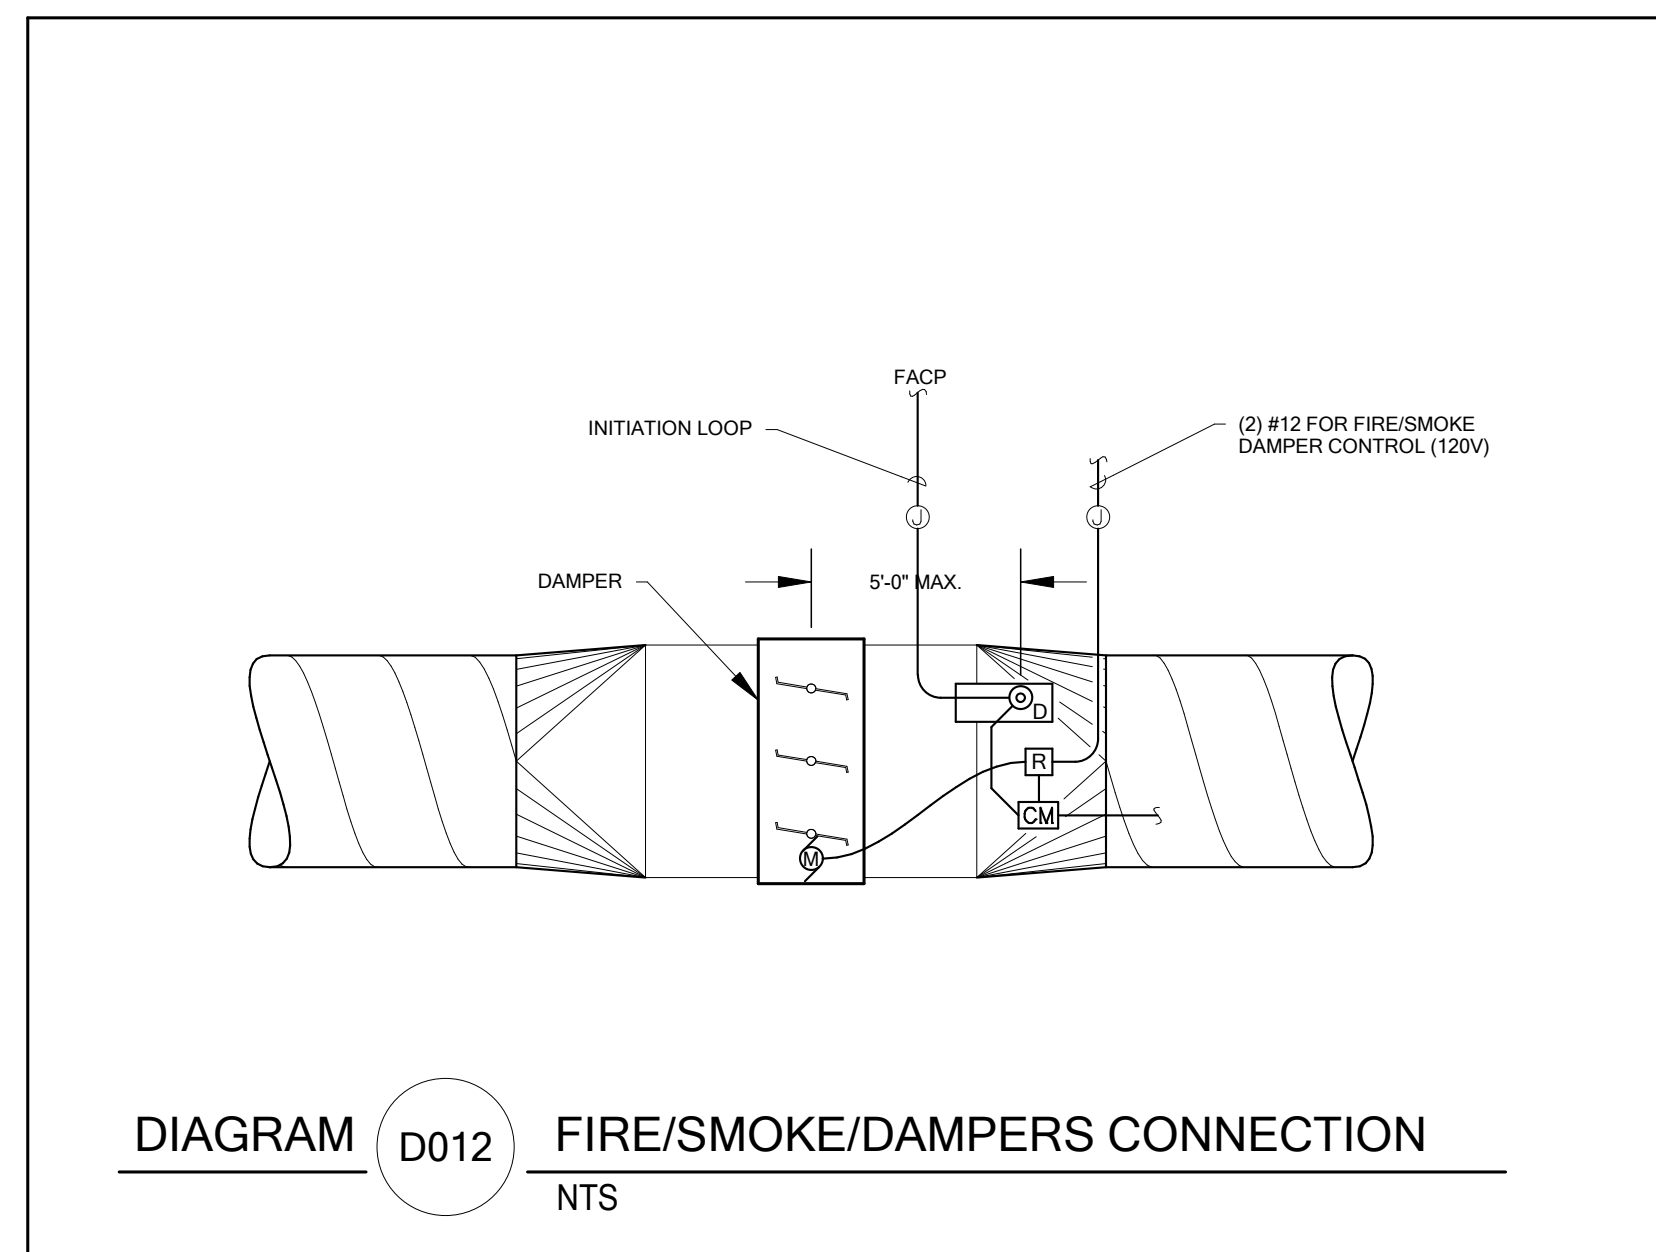 FACP
INITIATION LOOP
(2) #12 FOR FIRE/SMOKE
DAMPER CONTROL (120V)
J
J
DAMPER
5'-0" MAX.
D
R
CM
M
DIAGRAM
D012
FIRE/SMOKE/DAMPERS CONNECTION
NTS